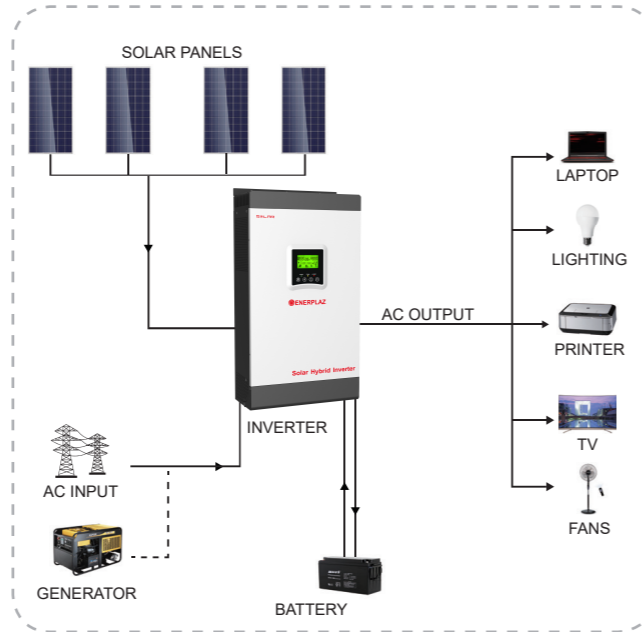 SOLAR PANELS
LAPTOP
LIGHTING
ENERPLAZ
AC OUTPUT
PRINTER
Solar Hybrid Inverter
INVERTER
TV
AC INPUT
FANS
GENERATOR
BATTERY